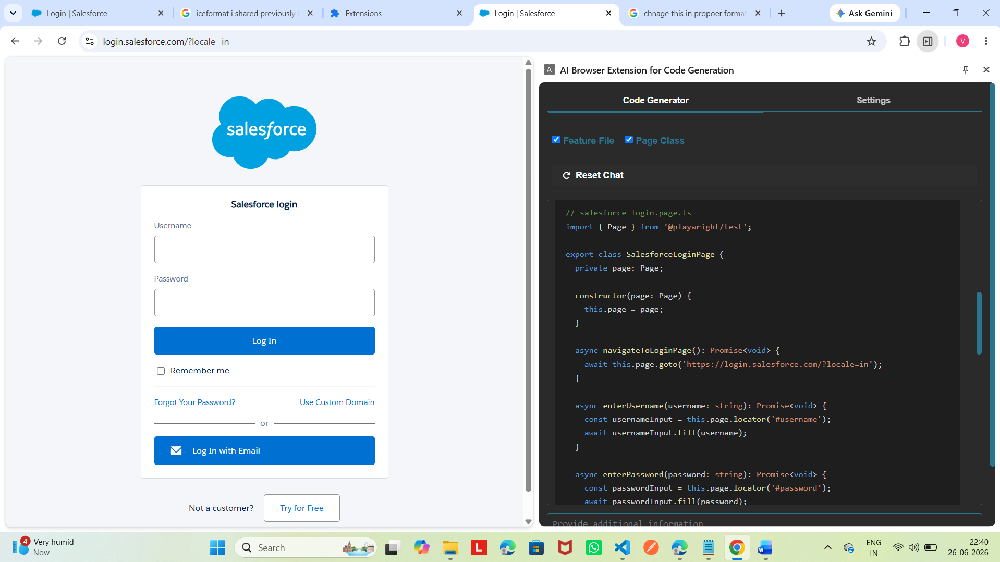 Login | Salesforce
iceformat i shared previously
Extensions
Login | Salesforce
chnage this in propoer format
Ask Gemini
login.salesforce.com/?locale=in
V
salesforce
Salesforce login
Username
Password
Log In
Remember me
Forgot Your Password?
Use Custom Domain
or
Log In with Email
Not a customer?
Try for Free
A
AI Browser Extension for Code Generation
Code Generator
Settings
Feature File
Page Class
Reset Chat
// salesforce-login.page.ts
import { Page } from '@playwright/test';
export class SalesforceLoginPage {
private page: Page;
constructor(page: Page) {
this.page = page;
}
async navigateToLoginPage(): Promise<void> {
await this.page.goto('https://login.salesforce.com/?locale=in');
}
async enterUsername(username: string): Promise<void> {
const usernameInput = this.page.locator('#username');
await usernameInput.fill(username);
}
async enterPassword(password: string): Promise<void> {
const passwordInput = this.page.locator('#password');
await passwordInput.fill(password);
Provide additional information
4
Very humid
Now
Search
L
W
ENG
IN
22:40
26-06-2026